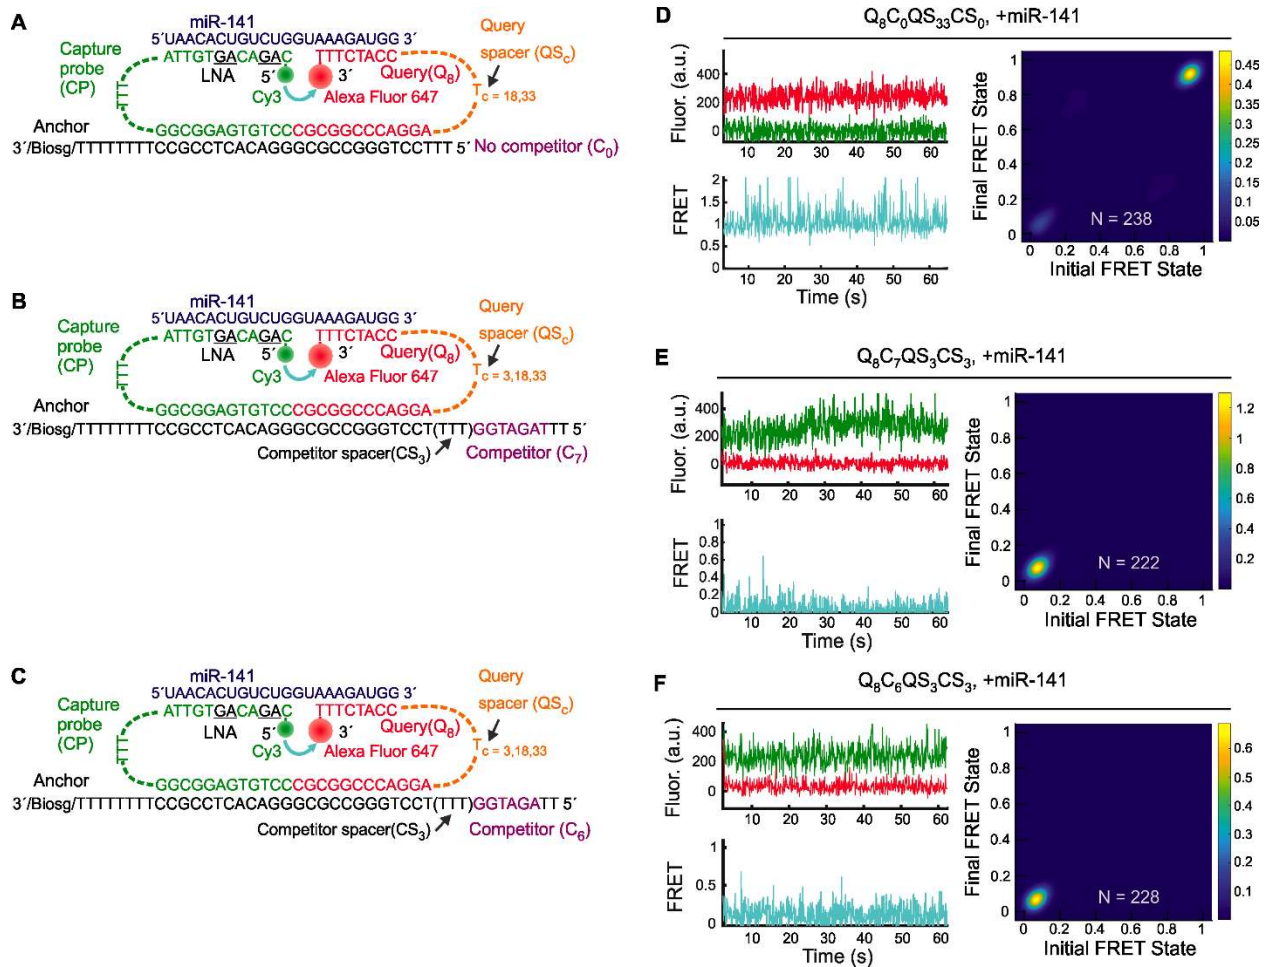 A
miR-141
5´UAACACUGUCUGGUAAAGAUGG 3´
Capture
probe
(CP)
ATTGTGACAGAC
TTTCTACC
LNA
5´
3´
Cy3
Alexa Fluor 647
Query(Q8)
Query
spacer (QSc)
T
c = 18,33
TTT
GGCGGAGTGTCCCGCGGCCCAGGA
Anchor
3´/Biosg/TTTTTTTTCCGCCTCACAGGGCGCCGGGTCCTTT 5´
No competitor (C0)
B
miR-141
5´UAACACUGUCUGGUAAAGAUGG 3´
Capture
probe
(CP)
ATTGTGACAGAC
TTTCTACC
LNA
5´
3´
Cy3
Alexa Fluor 647
Query(Q8)
Query
spacer (QSc)
T
c = 3,18,33
TTT
GGCGGAGTGTCCCGCGGCCCAGGA
Anchor
3´/Biosg/TTTTTTTTCCGCCTCACAGGGCGCCGGGTCCT(TTT)GGTAGATTT 5´
Competitor spacer(CS3)
Competitor (C7)
C
miR-141
5´UAACACUGUCUGGUAAAGAUGG 3´
Capture
probe
(CP)
ATTGTGACAGAC
TTTCTACC
LNA
5´
3´
Cy3
Alexa Fluor 647
Query(Q8)
Query
spacer (QSc)
T
c = 3,18,33
TTT
GGCGGAGTGTCCCGCGGCCCAGGA
Anchor
3´/Biosg/TTTTTTTTCCGCCTCACAGGGCGCCGGGTCCT(TTT)GGTAGATT 5´
Competitor spacer(CS3)
Competitor (C6)
D
Q8C0QS33CS0, +miR-141
Fluor. (a.u.)
400
200
0
10 20 30 40 50 60
FRET
2
1.5
1
0.5
0
10 20 30 40 50 60
Time (s)
Final FRET State
1
0.8
0.6
0.4
0.2
0
N = 238
0 0.2 0.4 0.6 0.8 1
Initial FRET State
0.45
0.4
0.35
0.3
0.25
0.2
0.15
0.1
0.05
E
Q8C7QS3CS3, +miR-141
Fluor. (a.u.)
400
200
0
10 20 30 40 50 60
FRET
1
0.8
0.6
0.4
0.2
0
10 20 30 40 50 60
Time (s)
Final FRET State
1
0.8
0.6
0.4
0.2
0
N = 222
0 0.2 0.4 0.6 0.8 1
Initial FRET State
1.2
1
0.8
0.6
0.4
0.2
F
Q8C6QS3CS3, +miR-141
Fluor. (a.u.)
400
200
0
10 20 30 40 50 60
FRET
1
0.5
0
10 20 30 40 50 60
Time (s)
Final FRET State
1
0.8
0.6
0.4
0.2
0
N = 228
0 0.2 0.4 0.6 0.8 1
Initial FRET State
0.6
0.5
0.4
0.3
0.2
0.1